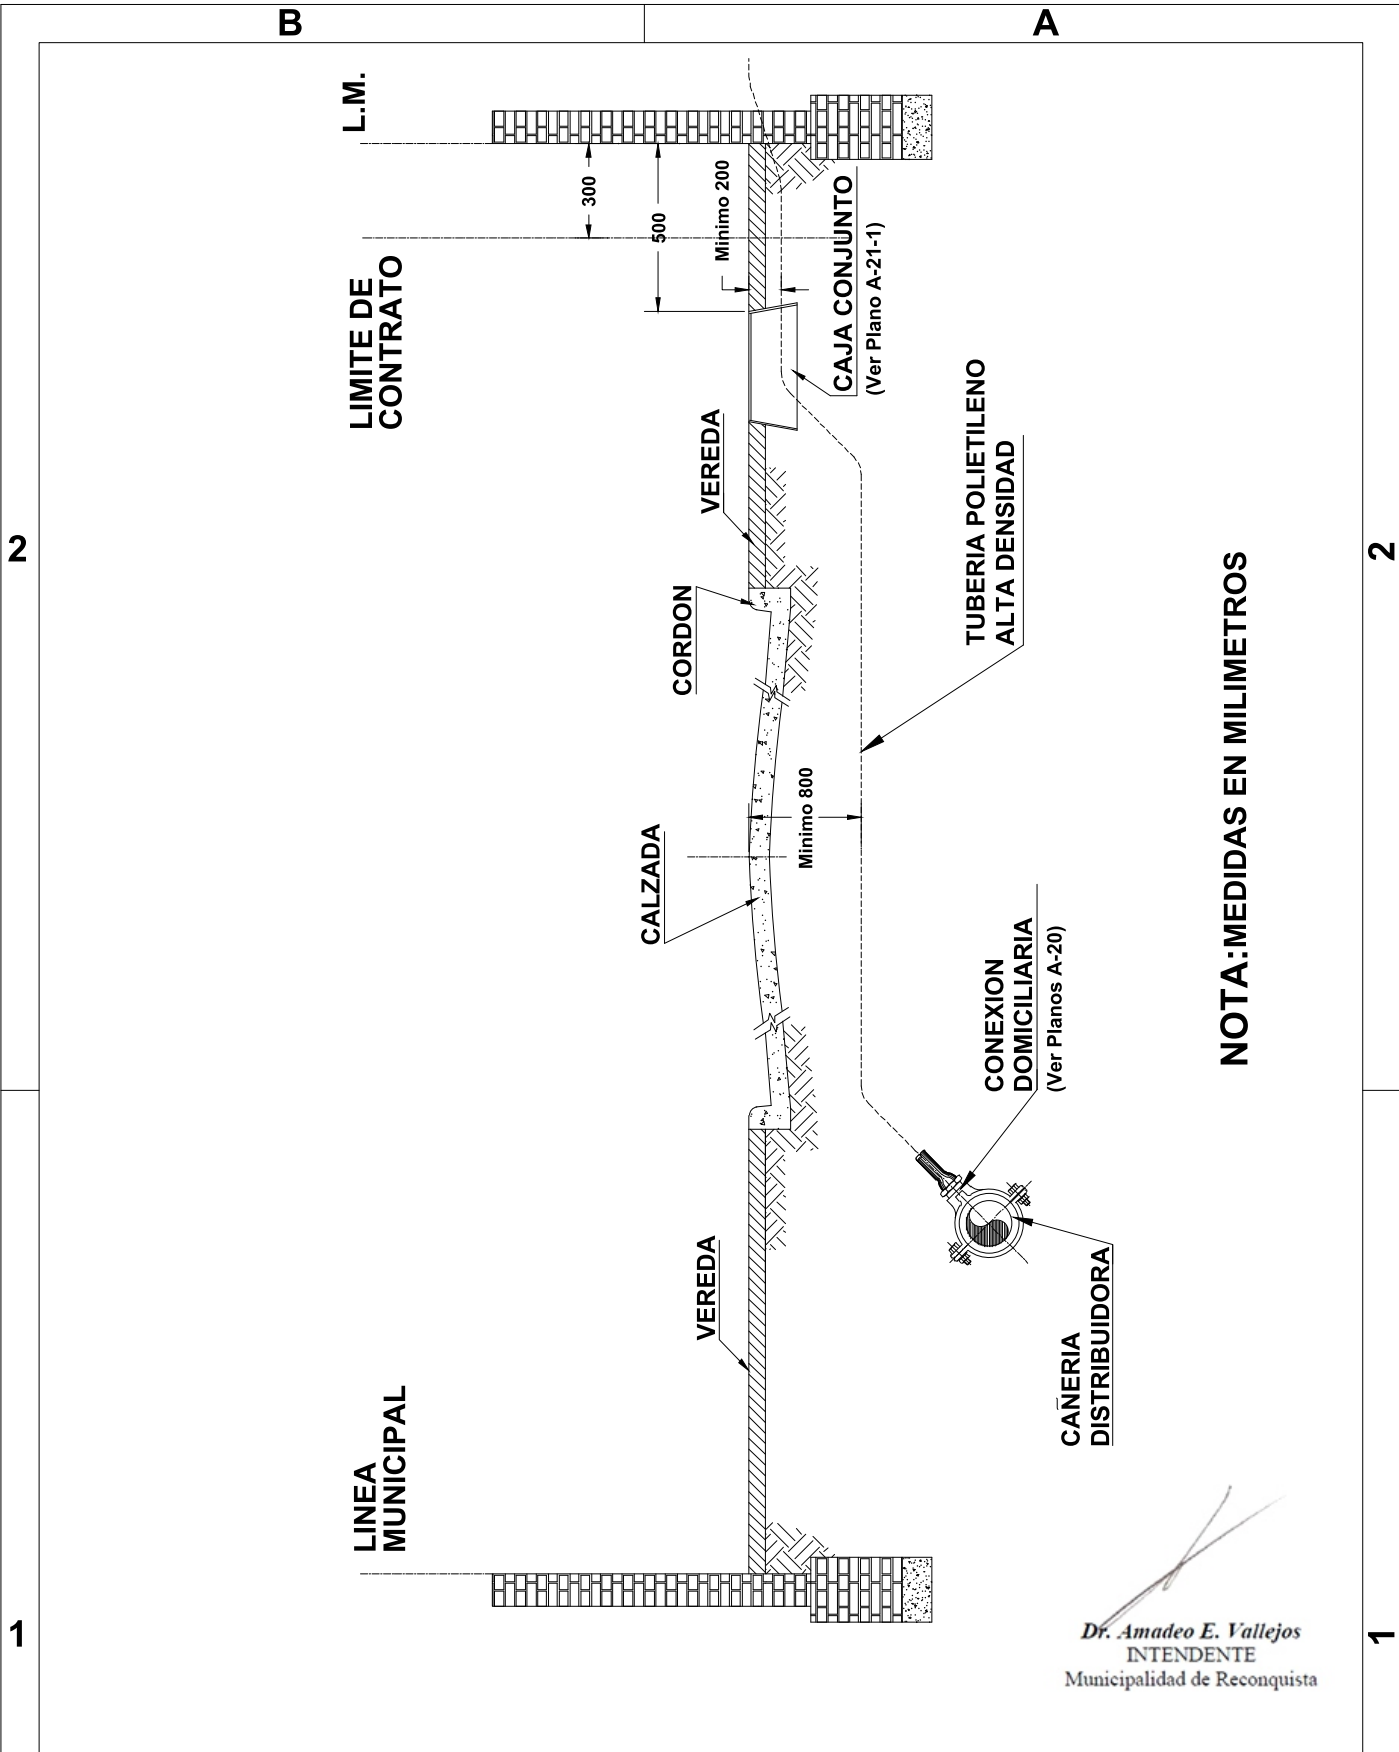 B
A
2
2
1
1
L.M.
LIMITE DE
CONTRATO
300
500
Minimo 200
CAJA CONJUNTO
(Ver Plano A-21-1)
VEREDA
CORDON
TUBERIA POLIETILENO
ALTA DENSIDAD
CALZADA
Minimo 800
CONEXION
DOMICILIARIA
(Ver Planos A-20)
NOTA:MEDIDAS EN MILIMETROS
VEREDA
CAÑERIA
DISTRIBUIDORA
LINEA
MUNICIPAL
Dr. Amadeo E. Vallejos
INTENDENTE
Municipalidad de Reconquista